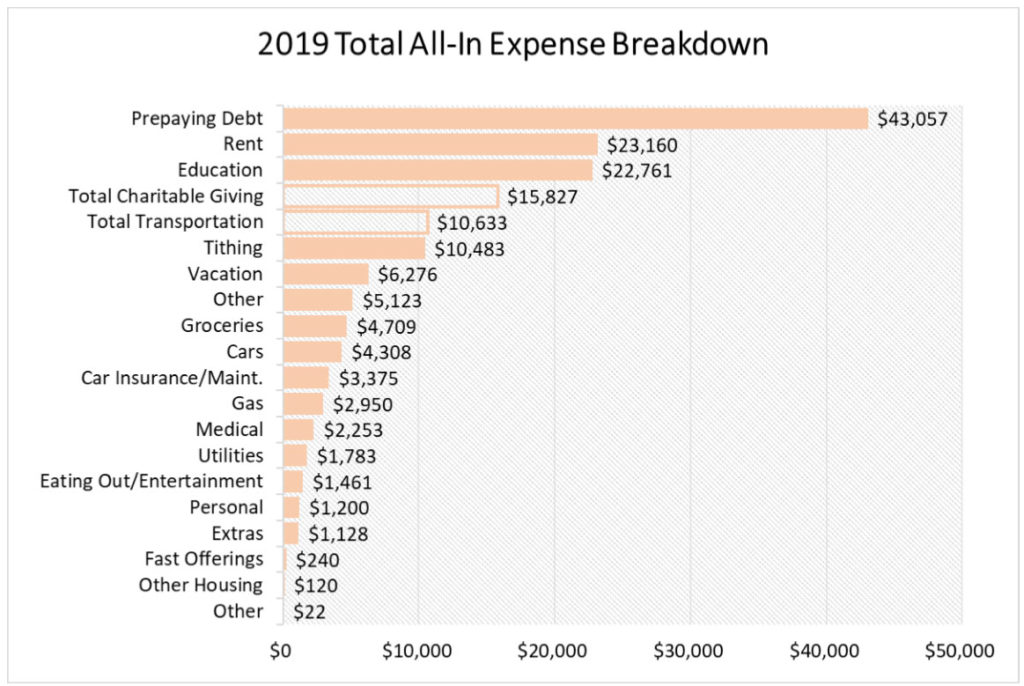 2019 Total All-In Expense Breakdown
Prepaying Debt $43,057
Rent $23,160
Education $22,761
Total Charitable Giving $15,827
Total Transportation $10,633
Tithing $10,483
Vacation $6,276
Other $5,123
Groceries $4,709
Cars $4,308
Car Insurance/Maint. $3,375
Gas $2,950
Medical $2,253
Utilities $1,783
Eating Out/Entertainment $1,461
Personal $1,200
Extras $1,128
Fast Offerings $240
Other Housing $120
Other $22
$0 $10,000 $20,000 $30,000 $40,000 $50,000